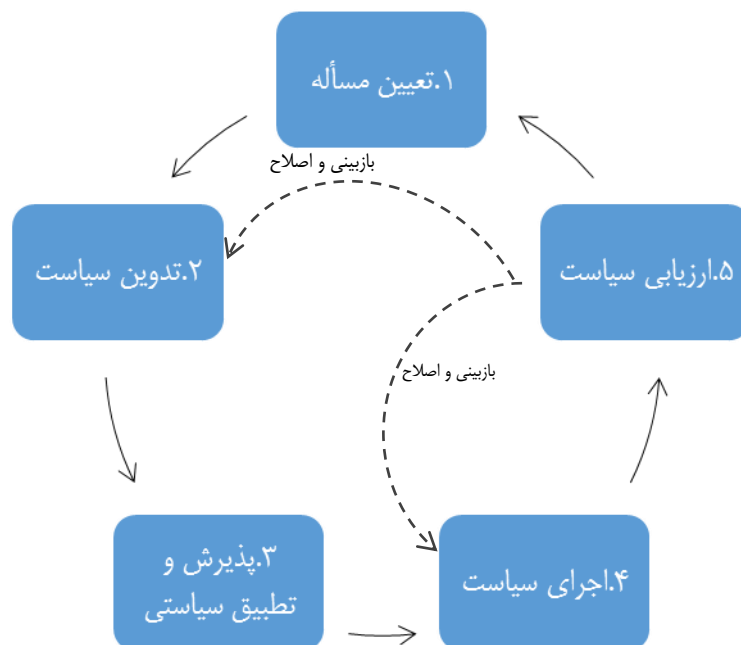 ۱.تعیین مسأله
بازبینی و اصلاح
۲.تدوین سیاست
۵.ارزیابی سیاست
بازبینی و اصلاح
۳.پذیرش و
تطبیق سیاستی
۴.اجرای سیاست